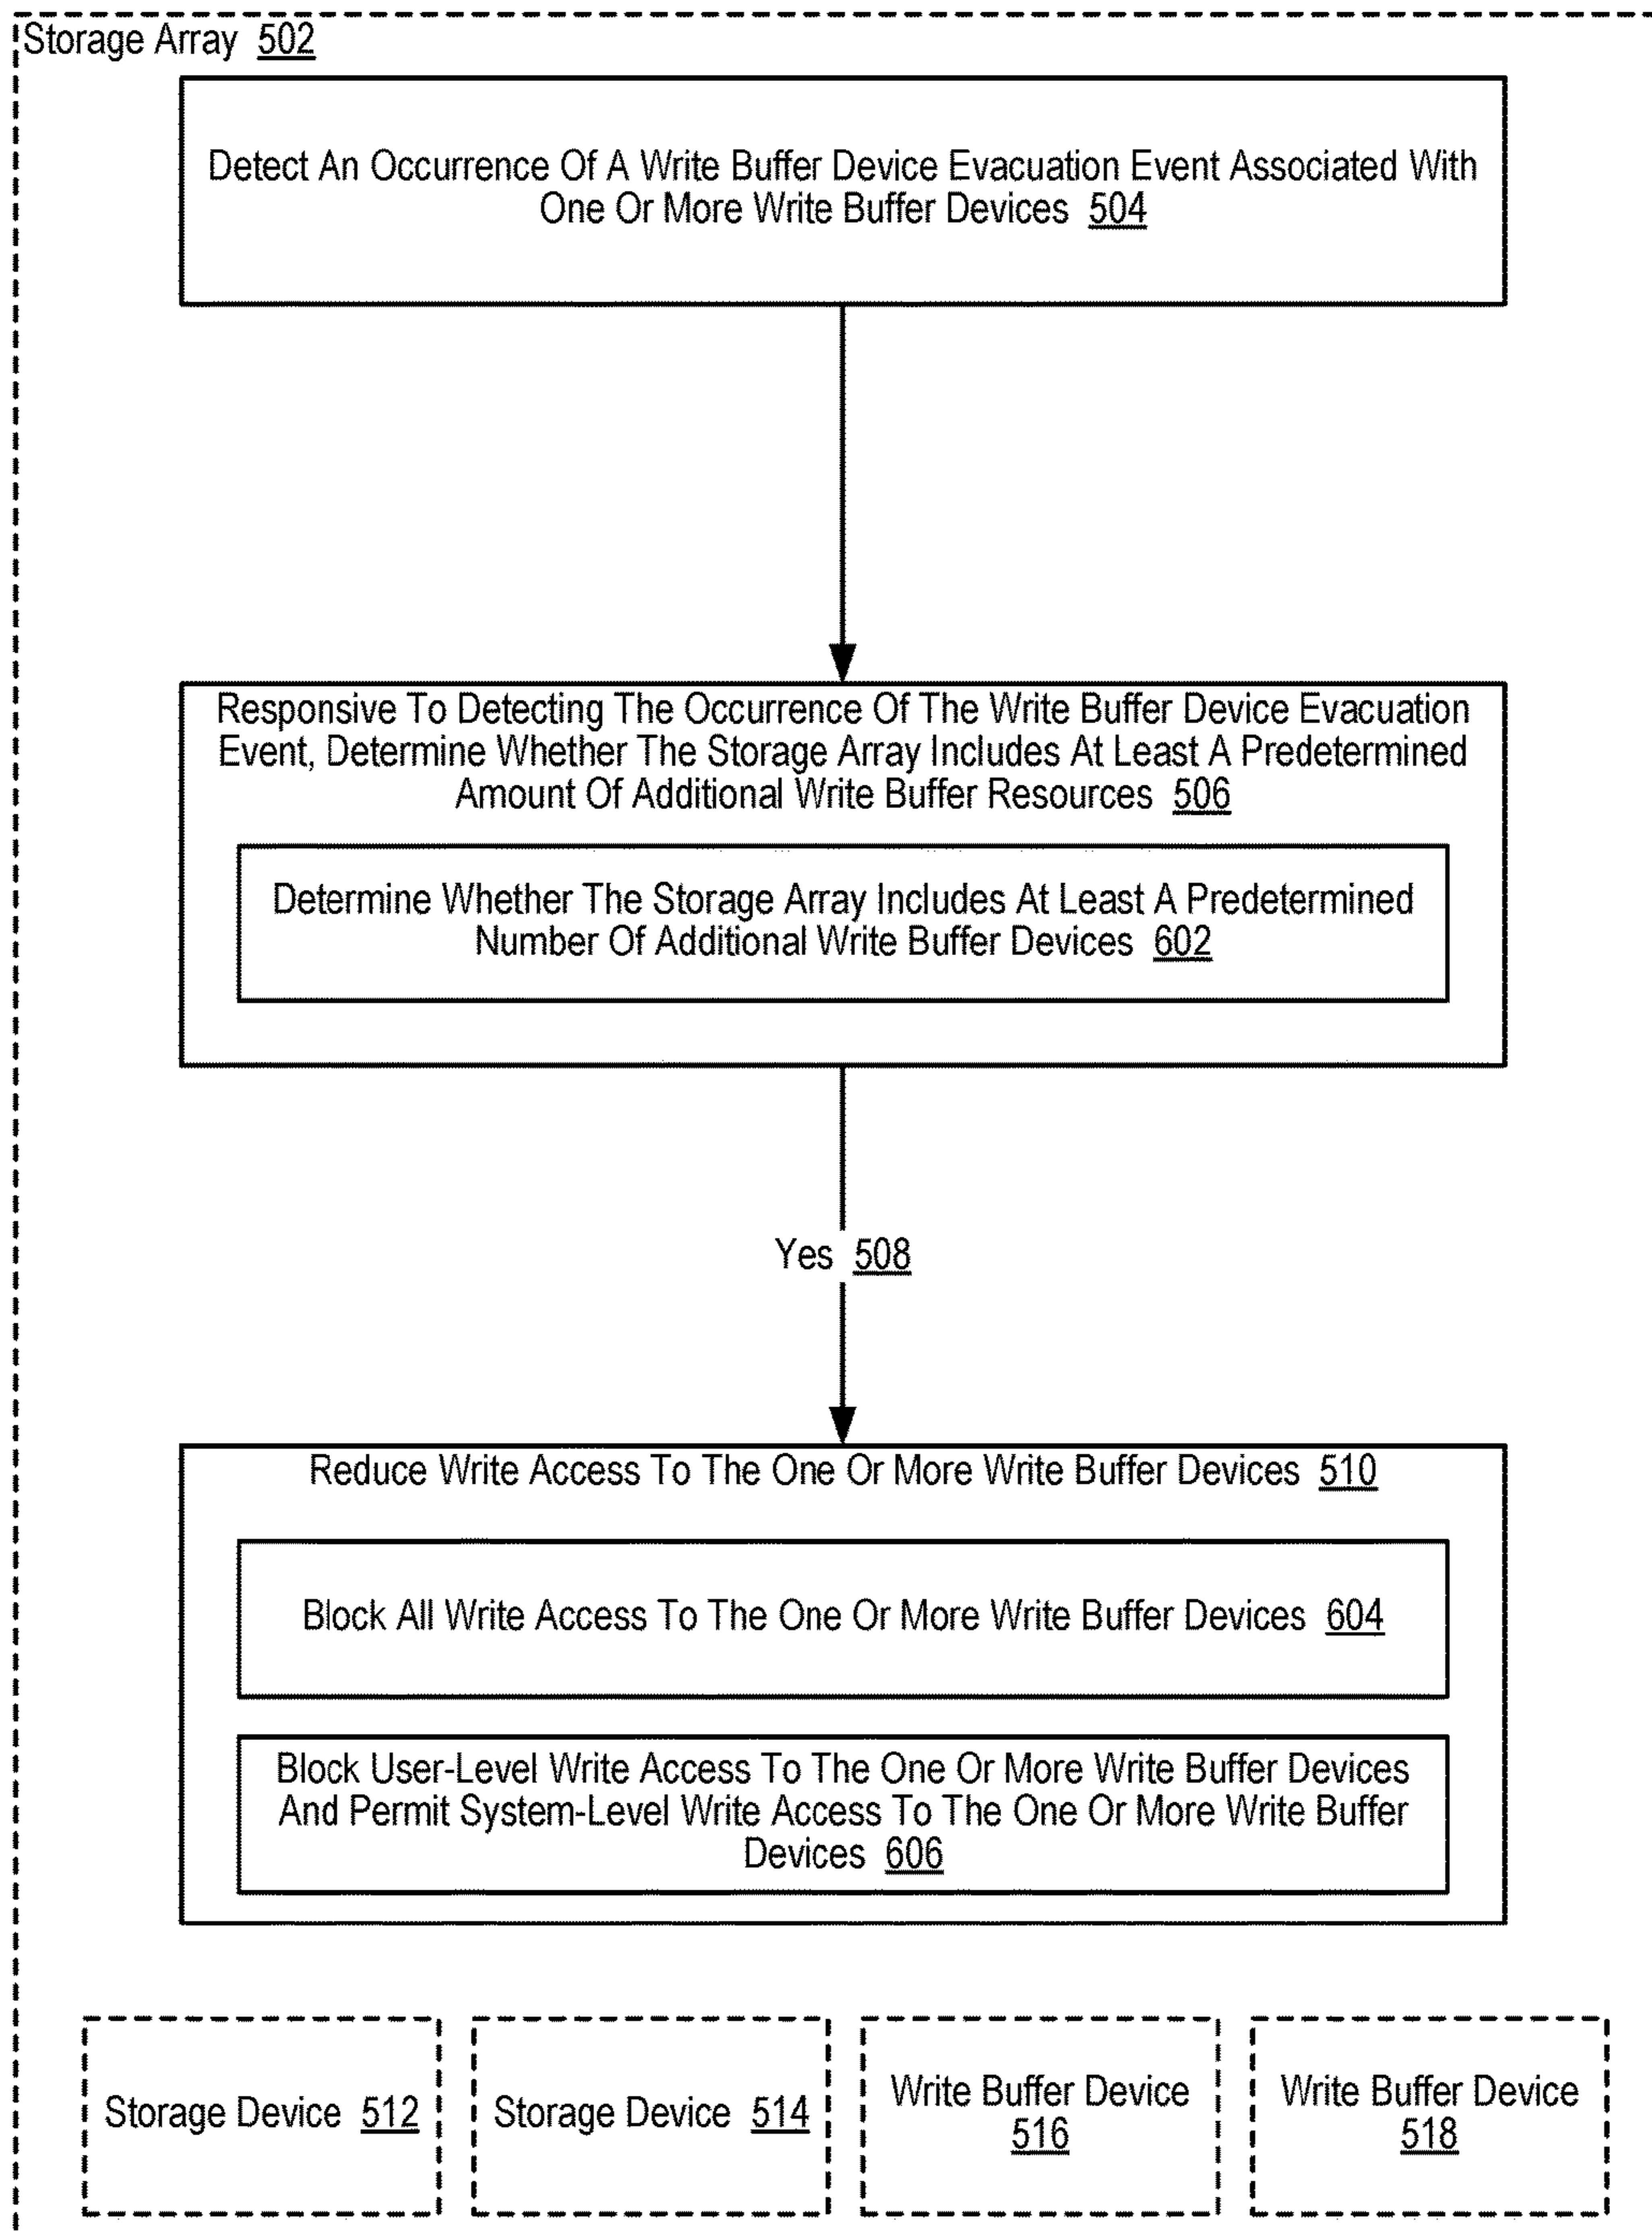 Storage Array 502
Detect An Occurrence Of A Write Buffer Device Evacuation Event Associated With
One Or More Write Buffer Devices 504
Responsive To Detecting The Occurrence Of The Write Buffer Device Evacuation
Event, Determine Whether The Storage Array Includes At Least A Predetermined
Amount Of Additional Write Buffer Resources 506
Determine Whether The Storage Array Includes At Least A Predetermined
Number Of Additional Write Buffer Devices 602
Yes 508
Reduce Write Access To The One Or More Write Buffer Devices 510
Block All Write Access To The One Or More Write Buffer Devices 604
Block User-Level Write Access To The One Or More Write Buffer Devices
And Permit System-Level Write Access To The One Or More Write Buffer
Devices 606
Storage Device 512
Storage Device 514
Write Buffer Device
516
Write Buffer Device
518